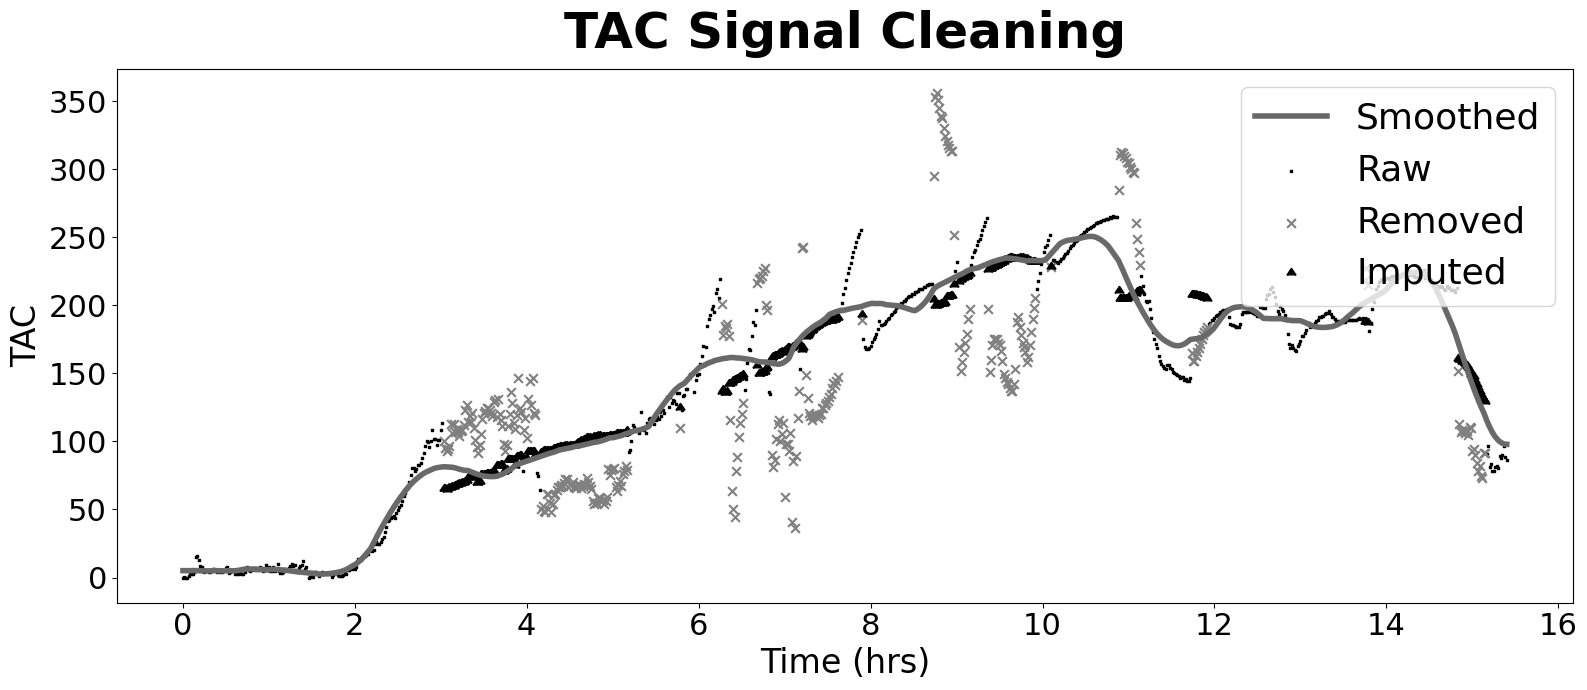 TAC Signal Cleaning
350
300
250
200
150
100
50
0
TAC
Smoothed
Raw
Removed
Imputed
0 2 4 6 8 10 12 14 16
Time (hrs)